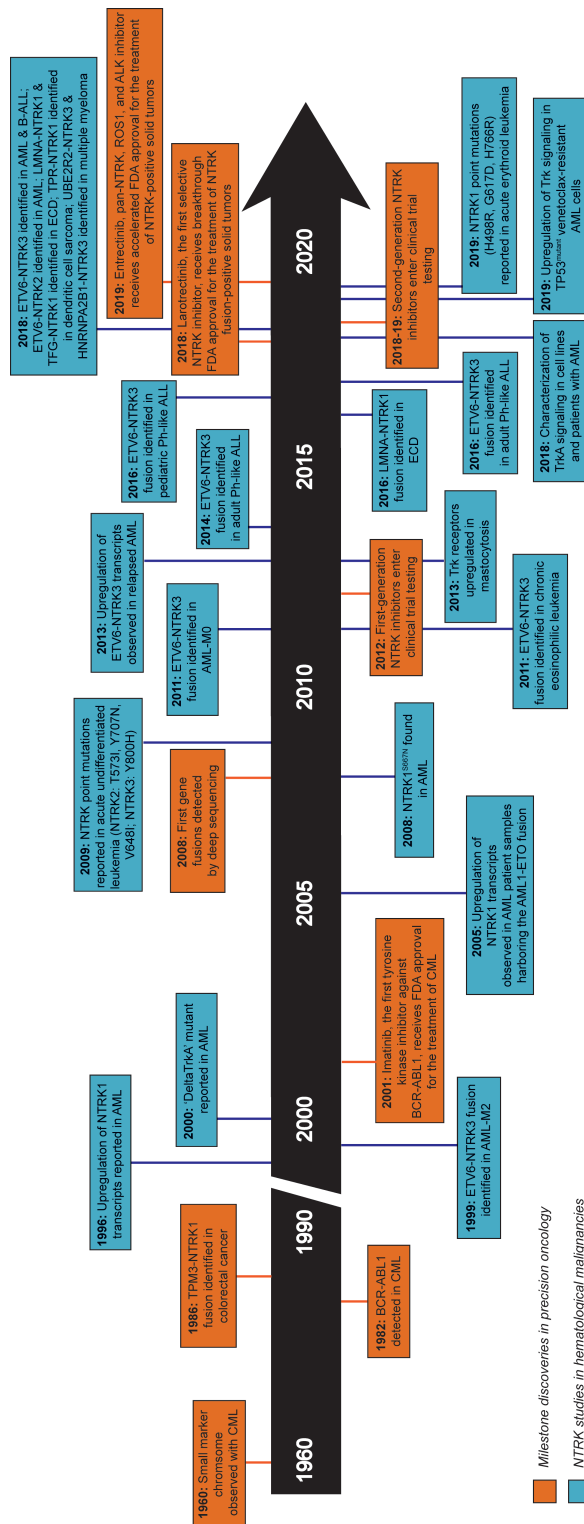 1960: Small marker
chromsome
observed with CML
1986: TPM3-NTRK1
fusion identified in
colorectal cancer
1996: Upregulation of NTRK1
transcripts reported in AML
2000: 'DeltaTrkA' mutant
reported in AML
2009: NTRK point mutations
reported in acute undifferentiated
leukemia (NTRK2: T573I, Y707N,
V648I; NTRK3: Y800H)
2008: First gene
fusions detected
by deep sequencing
2013: Upregulation of
ETV6-NTRK3 transcripts
observed in relapsed AML
2011: ETV6-NTRK3
fusion identified in
AML-M0
2016: ETV6-NTRK3
fusion identified in
pediatric Ph-like ALL
2014: ETV6-NTRK3
fusion identified
in adult Ph-like ALL
2018: ETV6-NTRK3 identified in AML & B-ALL;
ETV6-NTRK2 identified in AML; LMNA-NTRK1 &
TFG-NTRK1 identified in ECD; TPR-NTRK1 identified
in dendritic cell sarcoma; UBE2R2-NTRK3 &
HNRNPA2B1-NTRK3 identified in multiple myeloma
2019: Entrectinib, pan-NTRK, ROS1, and ALK inhibitor
receives accelerated FDA approval for the treatment
of NTRK-positive solid tumors
2018: Larotrectinib, the first selective
NTRK inhibitor, receives breakthrough
FDA approval for the treatment of NTRK
fusion-positive solid tumors
1960
1990
2000
2005
2010
2015
2020
1982: BCR-ABL1
detected in CML
1999: ETV6-NTRK3 fusion
identified in AML-M2
2001: Imatinib, the first tyrosine
kinase inhibitor against
BCR-ABL1, receives FDA approval
for the treatment of CML
2005: Upregulation of
NTRK1 transcripts
observed in AML patient samples
harboring the AML1-ETO fusion
2008: NTRK1S667N found
in AML
2011: ETV6-NTRK3
fusion identified in chronic
eosinophilic leukemia
2012: First-generation
NTRK inhibitors enter
clinical trial testing
2013: Trk receptors
upregulated in
mastocytosis
2016: LMNA-NTRK1
fusion identified in
ECD
2016: ETV6-NTRK3
fusion identified
in adult Ph-like ALL
2018-19: Second-generation NTRK
inhibitors enter clinical trial
testing
2018: Characterization of
TrkA signaling in cell lines
and patients with AML
2019: NTRK1 point mutations
(H498R, G617D, H766R)
reported in acute erythroid leukemia
2019: Upregulation of Trk signaling in
TP53mutant venetoclax-resistant
AML cells
Milestone discoveries in precision oncology
NTRK studies in hematological malignancies